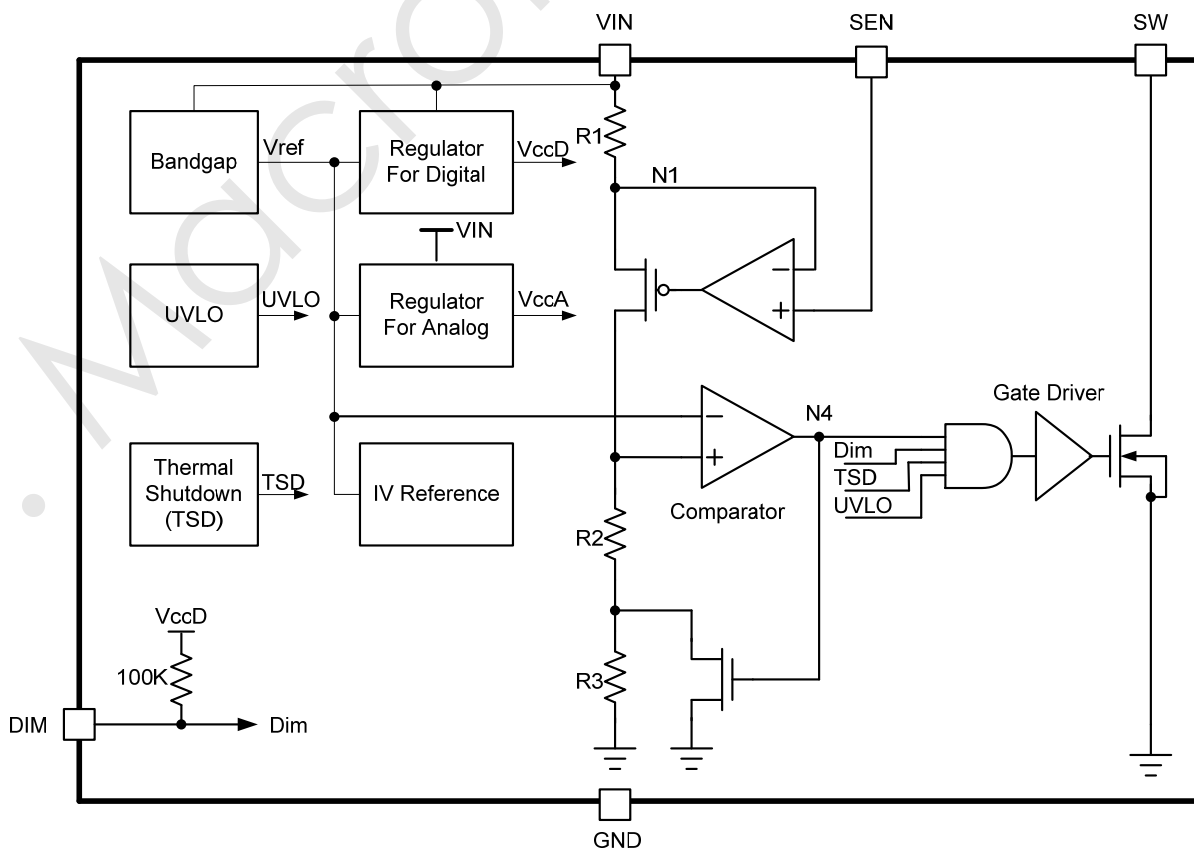 VIN
SEN
SW
Macro
Bandgap
Vref
Regulator
For Digital
VccD
R1
N1
VIN
UVLO
UVLO
Regulator
For Analog
VccA
−
+
Thermal
Shutdown
(TSD)
TSD
IV Reference
−
+
Comparator
N4
Dim
TSD
UVLO
Gate Driver
R2
R3
VccD
100K
DIM
Dim
GND